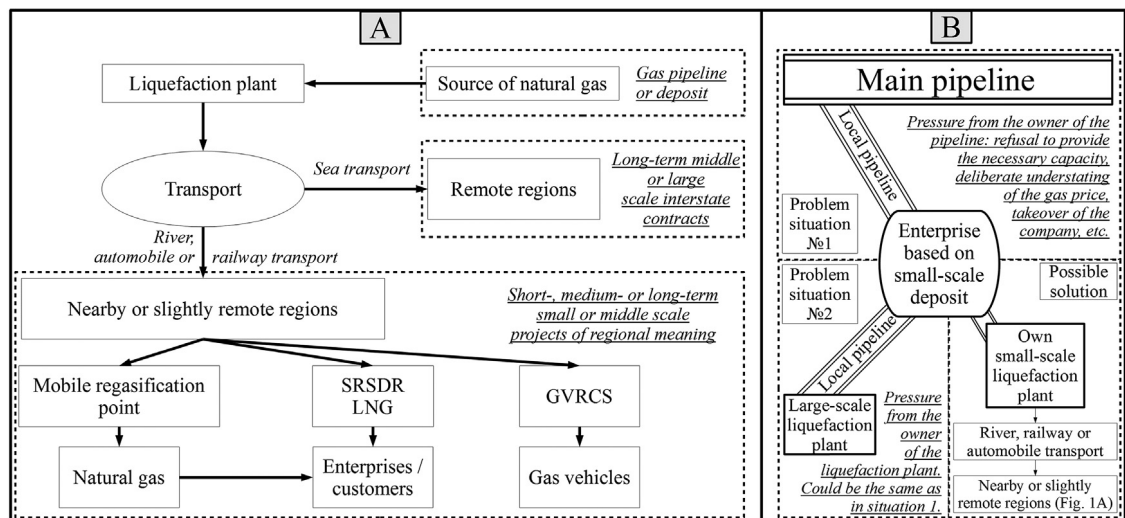 A
Liquefaction plant
Source of natural gas
Gas pipeline
or deposit
Transport
Sea transport
Remote regions
Long-term middle
or large
scale interstate
contracts
River,
automobile or
railway transport
Nearby or slightly remote regions
Short-, medium- or long-term
small or middle scale
projects of regional meaning
Mobile regasification
point
SRSDR
LNG
GVRCS
Natural gas
Enterprises /
customers
Gas vehicles
B
Main pipeline
Local pipeline
Pressure from the owner of the
pipeline: refusal to provide
the necessary capacity,
deliberate understating
of the gas price,
takeover of the
company, etc.
Problem
situation
№1
Enterprise
based on
small-scale
deposit
Problem
situation
№2
Possible
solution
Local pipeline
Own
small-scale
liquefaction
plant
Large-scale
liquefaction
plant
Pressure
from the
owner
of the
liquefaction plant.
Could be the same as
in situation 1.
River, railway or
automobile transport
Nearby or slightly
remote regions (Fig. 1A)